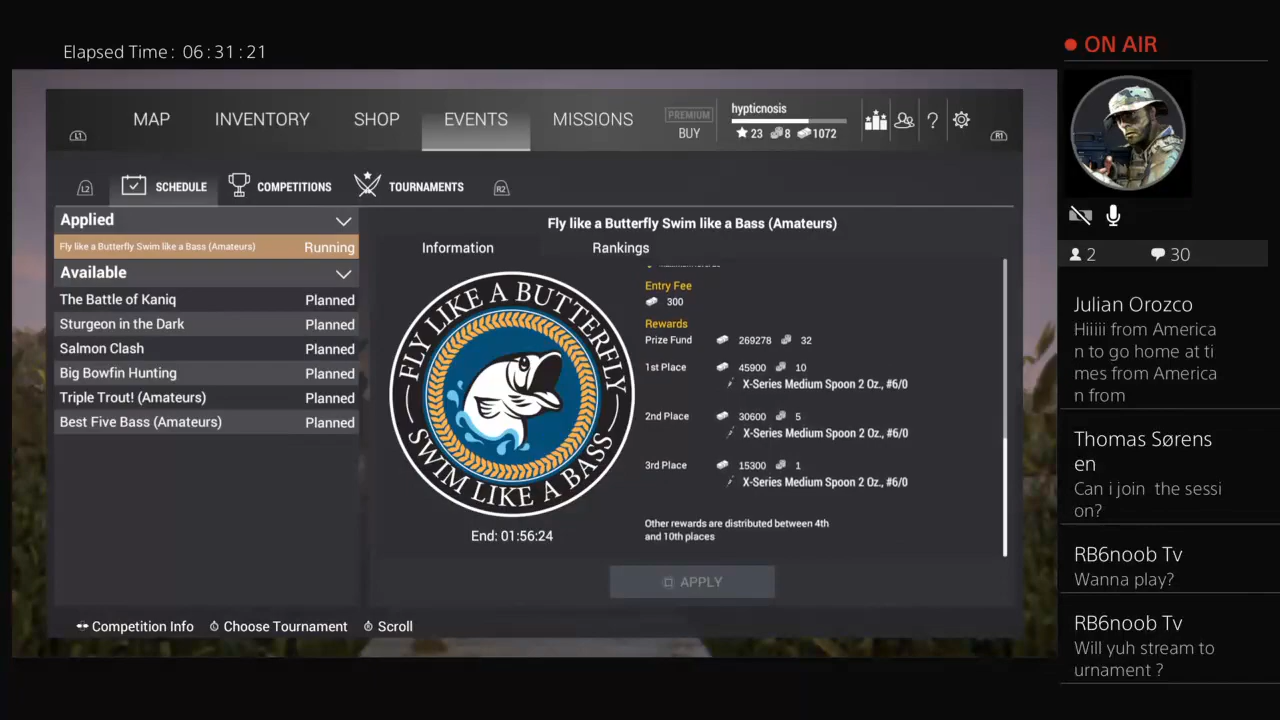 Elapsed Time: 06:31:21
ON AIR
L1
MAP
INVENTORY
SHOP
EVENTS
MISSIONS
PREMIUM
BUY
hypticnosis
23 8 1072
?
R1
L2
SCHEDULE
COMPETITIONS
TOURNAMENTS
R2
Applied
Fly like a Butterfly Swim like a Bass (Amateurs) Running
Available
The Battle of Kaniq Planned
Sturgeon in the Dark Planned
Salmon Clash Planned
Big Bowfin Hunting Planned
Triple Trout! (Amateurs) Planned
Best Five Bass (Amateurs) Planned
Fly like a Butterfly Swim like a Bass (Amateurs)
Information
Rankings
FLY LIKE A BUTTERFLY
SWIM LIKE A BASS
End: 01:56:24
Entry Fee
300
Rewards
Prize Fund 269278 32
1st Place 45900 10
X-Series Medium Spoon 2 Oz., #6/0
2nd Place 30600 5
X-Series Medium Spoon 2 Oz., #6/0
3rd Place 15300 1
X-Series Medium Spoon 2 Oz., #6/0
Other rewards are distributed between 4th
and 10th places
APPLY
Competition Info
Choose Tournament
Scroll
2 30
Julian Orozco
Hiiiii from America
n to go home at ti
mes from America
n from
Thomas Sørens
en
Can i join the sessi
on?
RB6noob Tv
Wanna play?
RB6noob Tv
Will yuh stream to
urnament ?